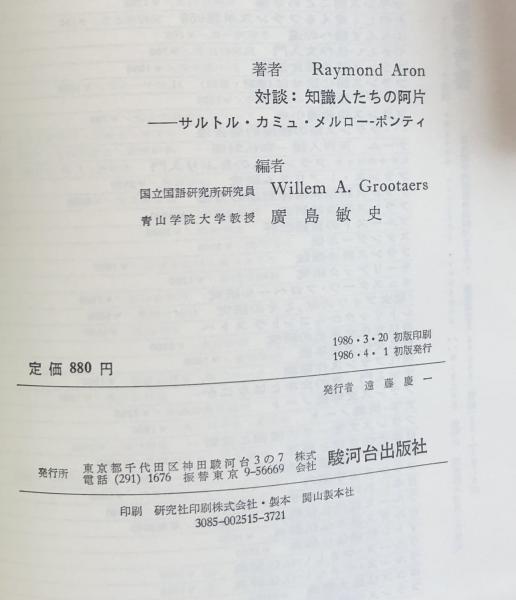 著者 Raymond Aron
対談：知識人たちの阿片
――サルトル・カミュ・メルロー-ポンティ
編者
国立国語研究所研究員 Willem A. Grootaers
青山学院大学教授 廣島敏史
1986・3・20 初版印刷
1986・4・1 初版発行
定価 880 円
発行者 遠藤慶一
発行所 東京都千代田区神田駿河台3の7 株式会社 駿河台出版社
電話 (291) 1676 振替東京 9-56669
印刷 研究社印刷株式会社・製本 関山製本社
3085-002515-3721